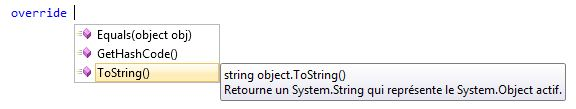 override
Equals(object obj)
GetHashCode()
ToString()
string object.ToString()
Retourne un System.String qui représente le System.Object actif.